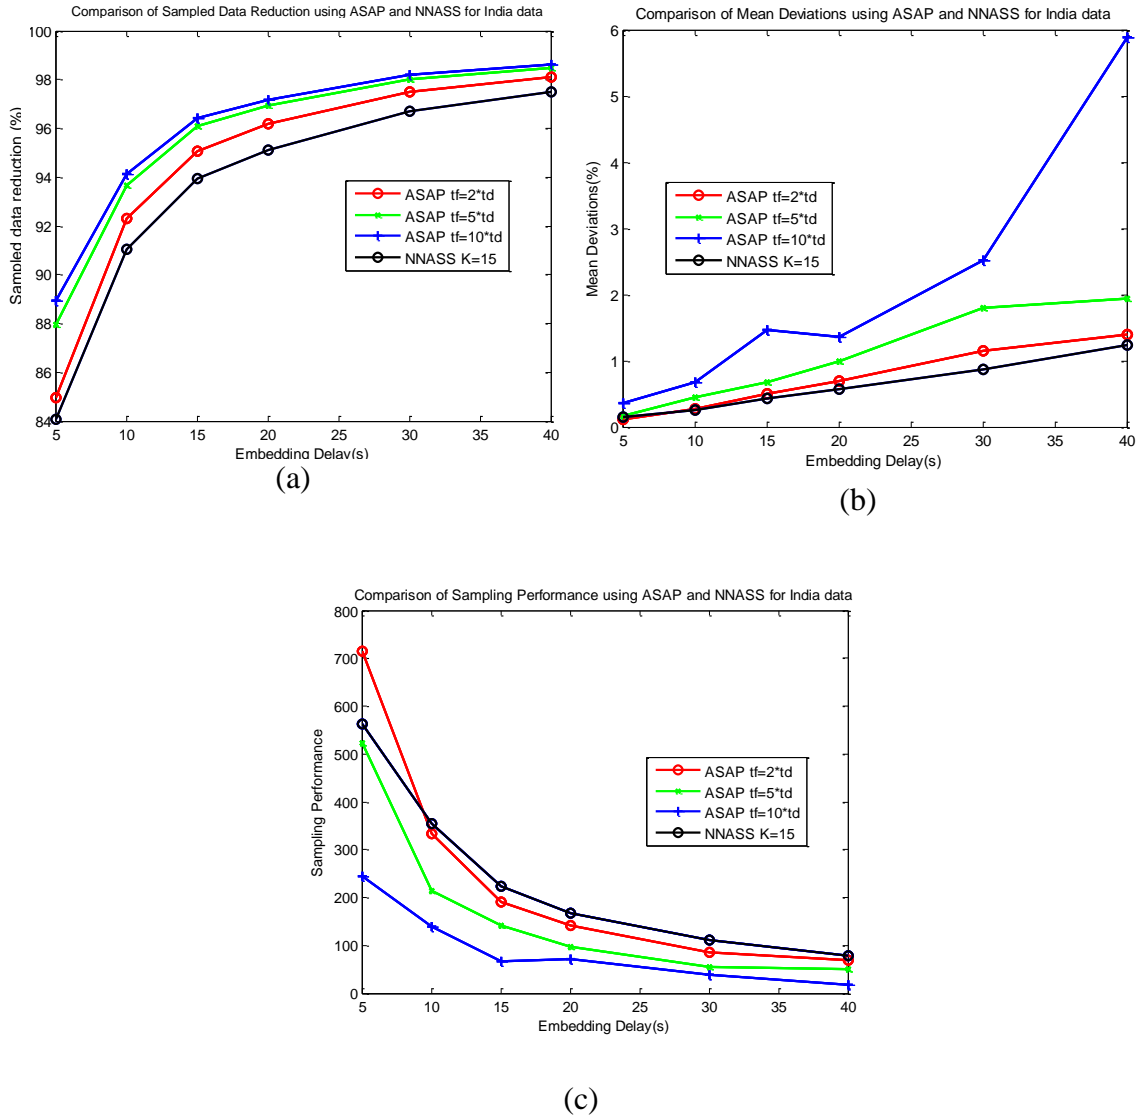 Comparison of Sampled Data Reduction using ASAP and NNASS for India data
100
98
96
94
92
90
88
86
84
Sampled data reduction (%)
ASAP tf=2*td
ASAP tf=5*td
ASAP tf=10*td
NNASS K=15
5 10 15 20 25 30 35 40
Embedding Delay(s)
(a)
Comparison of Mean Deviations using ASAP and NNASS for India data
6
5
4
3
2
1
0
Mean Deviations(%)
ASAP tf=2*td
ASAP tf=5*td
ASAP tf=10*td
NNASS K=15
5 10 15 20 25 30 35 40
Embedding Delay(s)
(b)
Comparison of Sampling Performance using ASAP and NNASS for India data
800
700
600
500
400
300
200
100
0
Sampling Performance
ASAP tf=2*td
ASAP tf=5*td
ASAP tf=10*td
NNASS K=15
5 10 15 20 25 30 35 40
Embedding Delay(s)
(c)